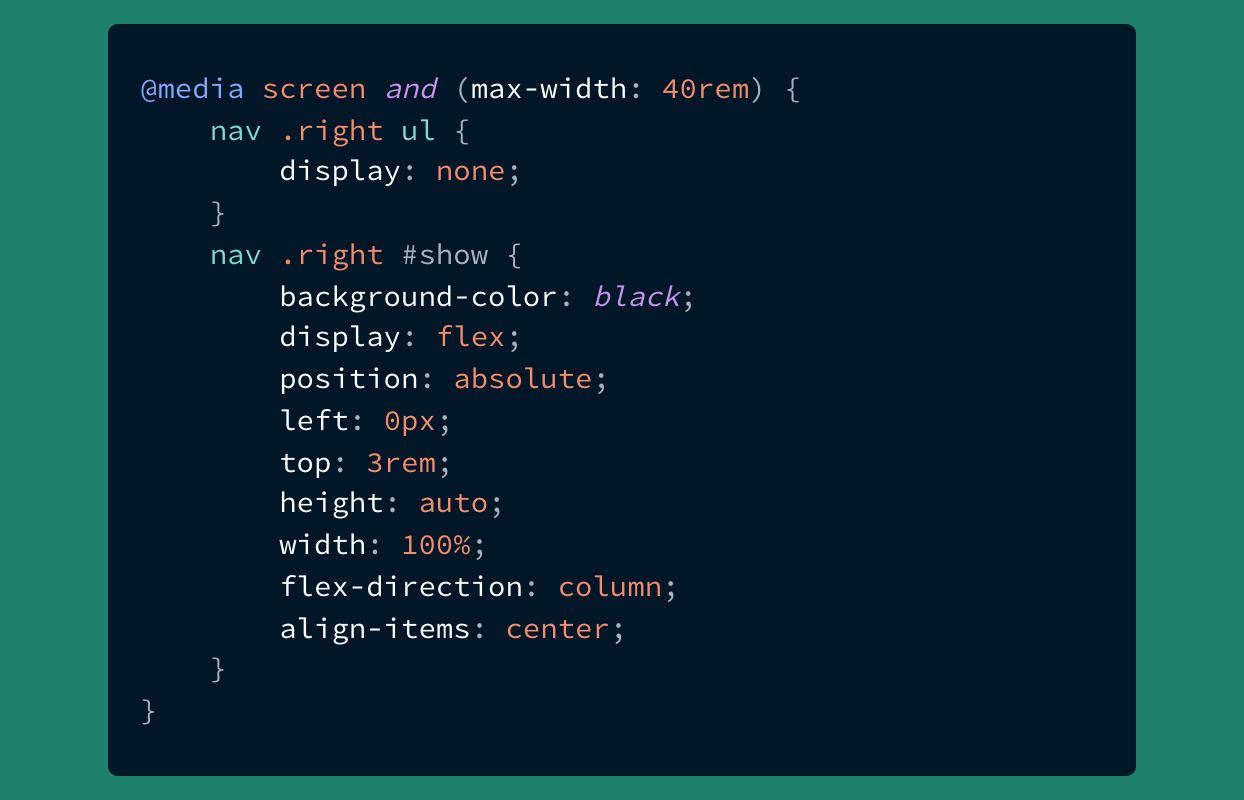 @media screen and (max-width: 40rem) {
    nav .right ul {
        display: none;
    }
    nav .right #show {
        background-color: black;
        display: flex;
        position: absolute;
        left: 0px;
        top: 3rem;
        height: auto;
        width: 100%;
        flex-direction: column;
        align-items: center;
    }
}